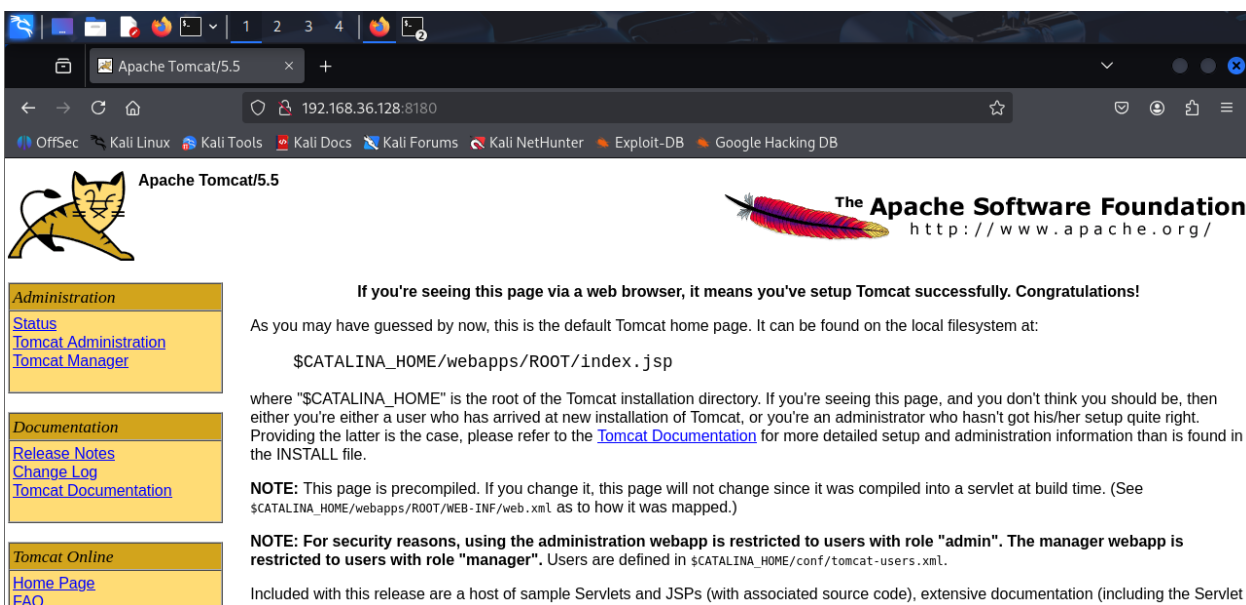 1 2 3 4
2
Apache Tomcat/5.5
192.168.36.128:8180
OffSec Kali Linux Kali Tools Kali Docs Kali Forums Kali NetHunter Exploit-DB Google Hacking DB
Apache Tomcat/5.5
The Apache Software Foundation
http://www.apache.org/
Administration
Status
Tomcat Administration
Tomcat Manager
Documentation
Release Notes
Change Log
Tomcat Documentation
Tomcat Online
Home Page
FAQ
If you're seeing this page via a web browser, it means you've setup Tomcat successfully. Congratulations!
As you may have guessed by now, this is the default Tomcat home page. It can be found on the local filesystem at:
$CATALINA_HOME/webapps/ROOT/index.jsp
where "$CATALINA_HOME" is the root of the Tomcat installation directory. If you're seeing this page, and you don't think you should be, then
either you're either a user who has arrived at new installation of Tomcat, or you're an administrator who hasn't got his/her setup quite right.
Providing the latter is the case, please refer to the Tomcat Documentation for more detailed setup and administration information than is found in
the INSTALL file.
NOTE: This page is precompiled. If you change it, this page will not change since it was compiled into a servlet at build time. (See
$CATALINA_HOME/webapps/ROOT/WEB-INF/web.xml as to how it was mapped.)
NOTE: For security reasons, using the administration webapp is restricted to users with role "admin". The manager webapp is
restricted to users with role "manager". Users are defined in $CATALINA_HOME/conf/tomcat-users.xml.
Included with this release are a host of sample Servlets and JSPs (with associated source code), extensive documentation (including the Servlet